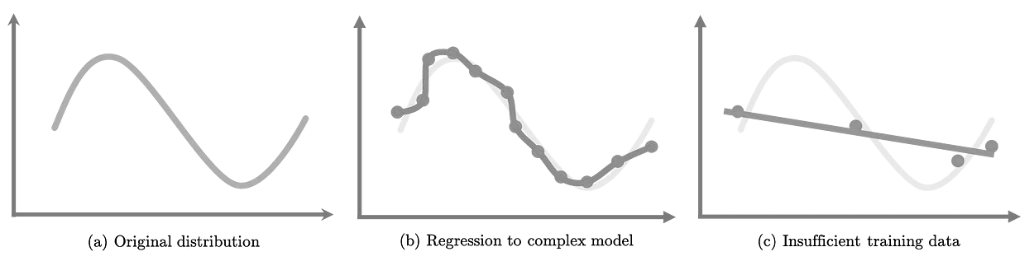 (a) Original distribution
(b) Regression to complex model
(c) Insufficient training data